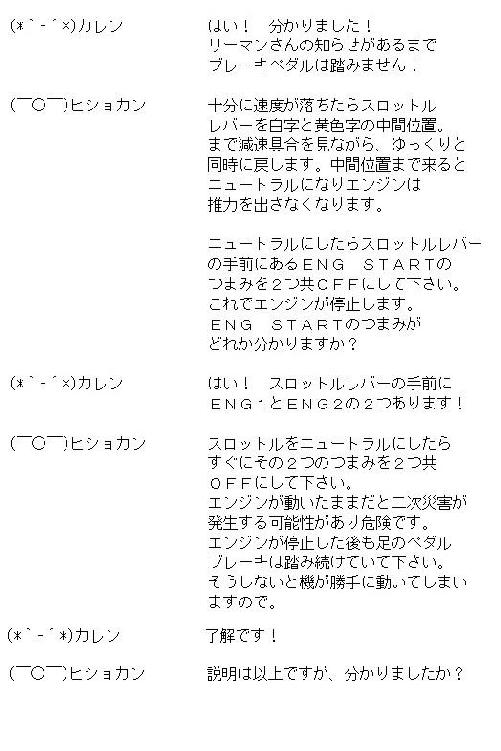 (*｀-´*)カレン　はい！　分かりました！
リーマンさんの知らせがあるまで
ブレーキペダルは踏みません！
(￣○￣)ヒショカン　十分に速度が落ちたらスロットル
レバーを白字と黄色字の中間位置。
まで減速具合を見ながら、ゆっくりと
同時に戻します。中間位置まで来ると
ニュートラルになりエンジンは
推力を出さなくなります。
ニュートラルにしたらスロットルレバー
の手前にあるＥＮＧ　ＳＴＡＲＴの
つまみを２つ共ＯＦＦにして下さい。
これでエンジンが停止します。
ＥＮＧ　ＳＴＡＲＴのつまみが
どれか分かりますか？
(*｀-´*)カレン　はい！　スロットルレバーの手前に
ＥＮＧ１とＥＮＧ２の２つあります！
(￣○￣)ヒショカン　スロットルをニュートラルにしたら
すぐにその２つのつまみを２つ共
ＯＦＦにして下さい。
エンジンが動いたままだと二次災害が
発生する可能性があり危険です。
エンジンが停止した後も足のペダル
ブレーキは踏み続けていて下さい。
そうしないと機が勝手に動いてしまい
ますので。
(*｀-´*)カレン　了解です！
(￣○￣)ヒショカン　説明は以上ですが、分かりましたか？